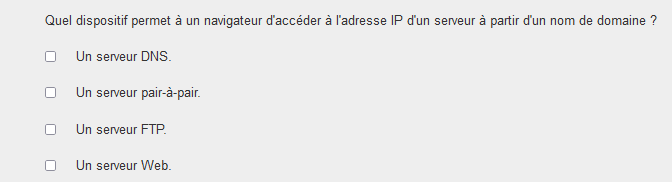 Quel dispositif permet à un navigateur d'accéder à l'adresse IP d'un serveur à partir d'un nom de domaine ?
Un serveur DNS.
Un serveur pair-à-pair.
Un serveur FTP.
Un serveur Web.